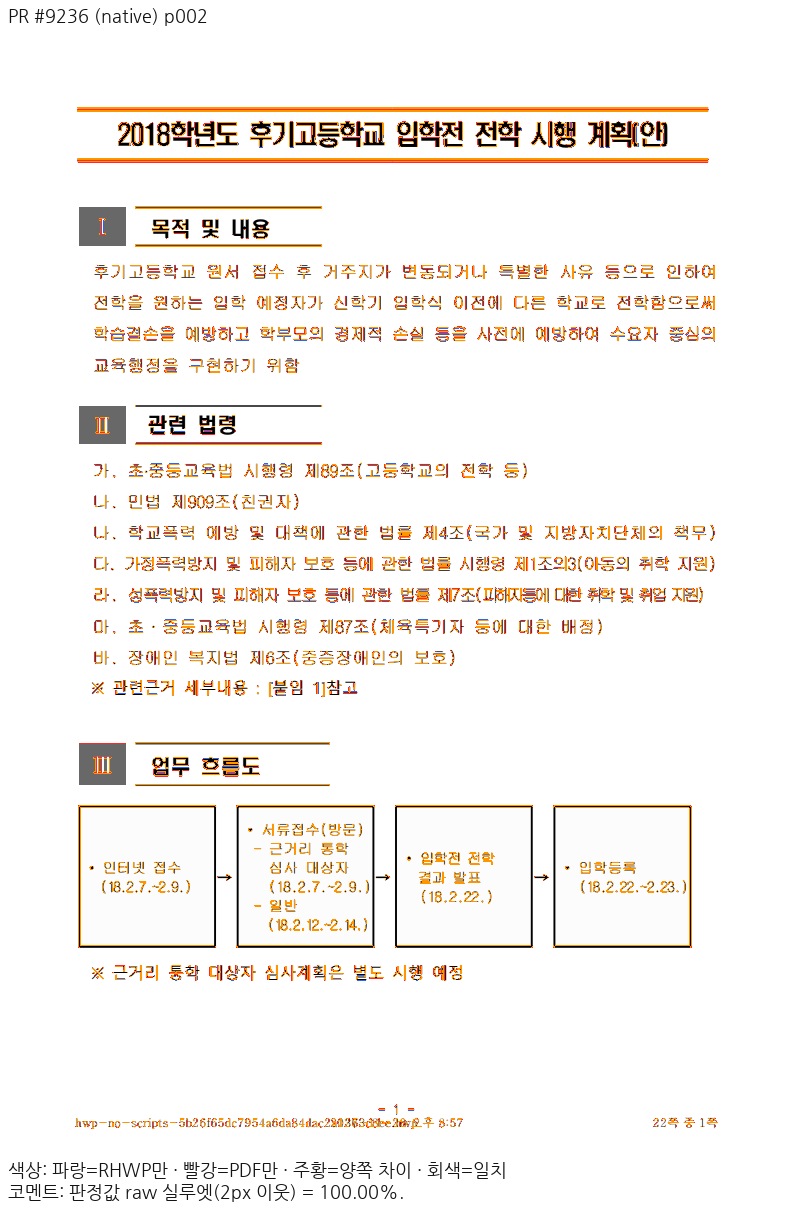 PR #9236 (native) p002
2018학년도 후기고등학교 입학전 전학 시행 계획(안)
Ⅰ 목적 및 내용
후기고등학교 원서 접수 후 거주지가 변동되거나 특별한 사유 등으로 인하여
전학을 원하는 입학 예정자가 신학기 입학식 이전에 다른 학교로 전학함으로써
학습결손을 예방하고 학부모의 경제적 손실 등을 사전에 예방하여 수요자 중심의
교육행정을 구현하기 위함
Ⅱ 관련 법령
가. 초·중등교육법 시행령 제89조(고등학교의 전학 등)
나. 민법 제909조(친권자)
나. 학교폭력 예방 및 대책에 관한 법률 제4조(국가 및 지방자치단체의 책무)
다. 가정폭력방지 및 피해자 보호 등에 관한 법률 시행령 제1조의3(아동의 취학 지원)
라. 성폭력방지 및 피해자 보호 등에 관한 법률 제7조(피해자등에 대한 취학 및 취업 지원)
마. 초 · 중등교육법 시행령 제87조(체육특기자 등에 대한 배정)
바. 장애인 복지법 제6조(중증장애인의 보호)
※ 관련근거 세부내용 : [붙임 1]참고
Ⅲ 업무 흐름도
• 인터넷 접수
(18.2.7.~2.9.)
→
• 서류접수(방문)
- 근거리 통학
심사 대상자
(18.2.7.~2.9.)
- 일반
(18.2.12.~2.14.)
→
• 입학전 전학
결과 발표
(18.2.22.)
→
• 입학등록
(18.2.22.~2.23.)
※ 근거리 통학 대상자 심사계획은 별도 시행 예정
- 1 -
오후 8:57
22쪽 중 1쪽
색상: 파랑=RHWP만 · 빨강=PDF만 · 주황=양쪽 차이 · 회색=일치
코멘트: 판정값 raw 실루엣(2px 이웃) = 100.00%.